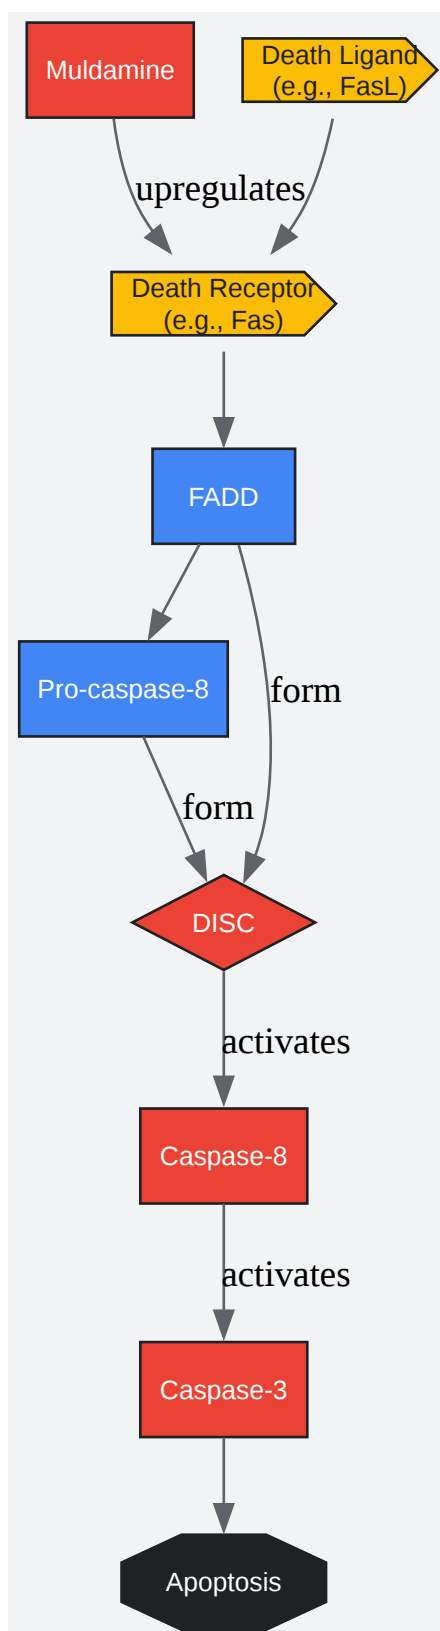 Muldamine
Death Ligand
(e.g., FasL)
upregulates
Death Receptor
(e.g., Fas)
FADD
Pro-caspase-8
form
form
DISC
activates
Caspase-8
activates
Caspase-3
Apoptosis